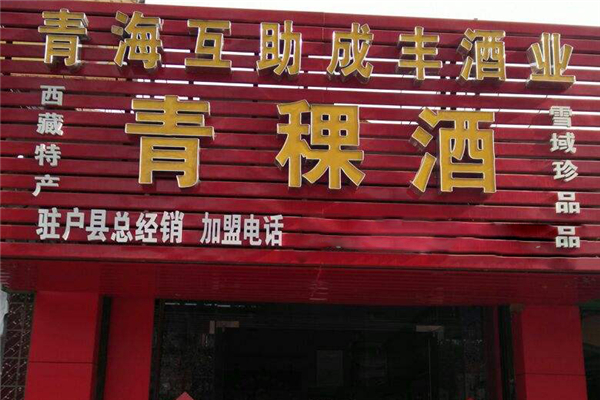 青海互助成丰酒业
西藏特产
青稞酒
雪域珍品品
驻户县总经销 加盟电话